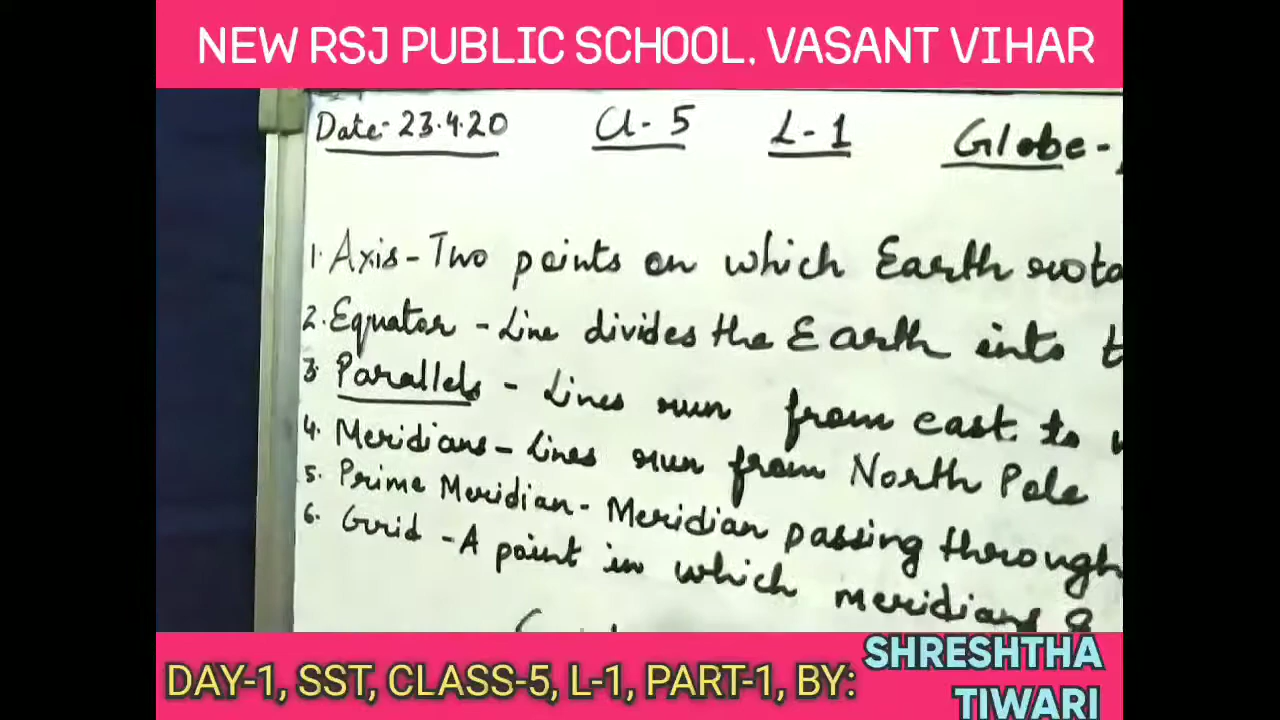 NEW RSJ PUBLIC SCHOOL, VASANT VIHAR
Date- 23.4.20 Cl-5 L-1 Globe-
1. Axis - Two points on which Earth rota
2. Equator - Line divides the Earth into t
3. Parallels - Lines run from east to w
4. Meridians - Lines run from North Pole
5. Prime Meridian - Meridian passing through
6. Grid - A point in which meridians &
DAY-1, SST, CLASS-5, L-1, PART-1, BY: SHRESHTHA TIWARI